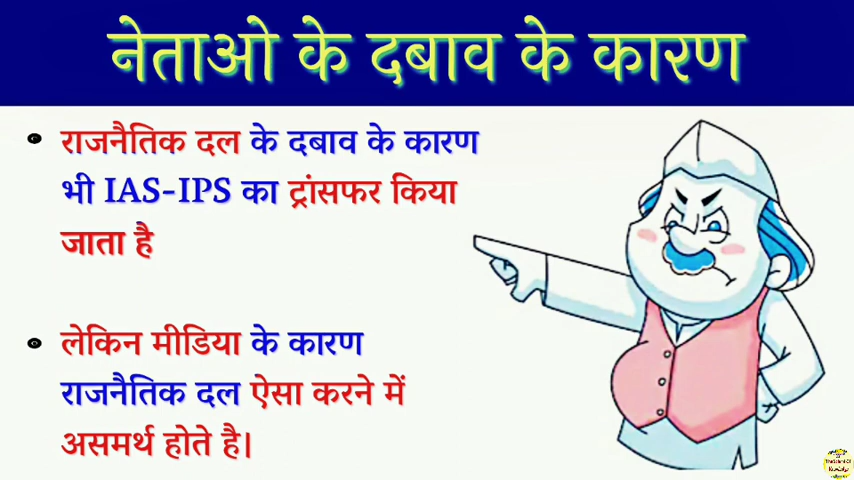 नेताओ के दबाव के कारण
राजनैतिक दल के दबाव के कारण
भी IAS-IPS का ट्रांसफर किया
जाता है
लेकिन मीडिया के कारण
राजनैतिक दल ऐसा करने में
असमर्थ होते है।